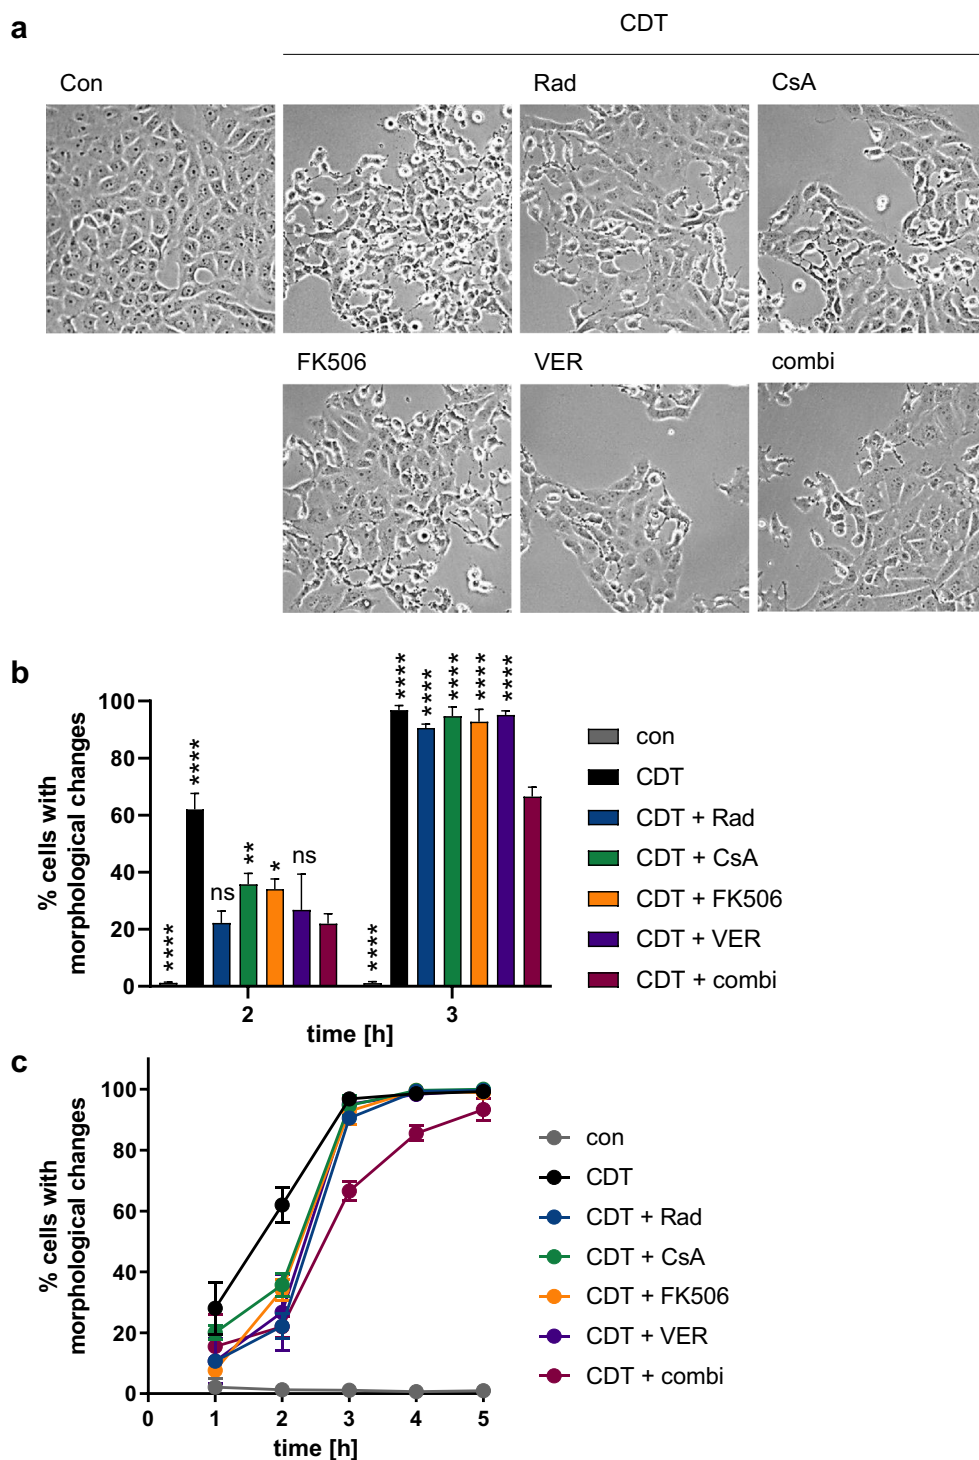 a
CDT
Con
Rad
CsA
FK506
VER
combi
b
% cells with
morphological changes
100
80
60
40
20
0
****
****
ns
**
*
ns
****
****
****
****
****
****
2
3
time [h]
con
CDT
CDT + Rad
CDT + CsA
CDT + FK506
CDT + VER
CDT + combi
c
% cells with
morphological changes
100
80
60
40
20
0
0
1
2
3
4
5
time [h]
con
CDT
CDT + Rad
CDT + CsA
CDT + FK506
CDT + VER
CDT + combi